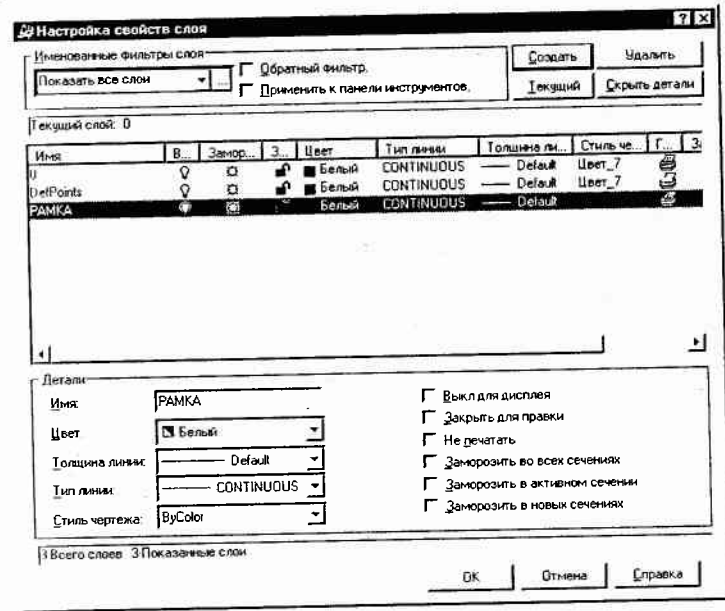 Настройка свойств слоя
Именованные фильтры слоя
Показать все слои
...
Обратный фильтр.
Применить к панели инструментов.
Создать Удалить
Текущий Скрыть детали
Текущий слой: 0
Имя В... Замор... З... Цвет Тип линии Толщина ли... Стиль че... Г... З
0 Белый CONTINUOUS Default Цвет_7
DefPoints Белый CONTINUOUS Default Цвет_7
РАМКА Белый CONTINUOUS Default
Детали
Имя: РАМКА
Цвет Белый
Толщина линии: Default
Тип линии: CONTINUOUS
Стиль чертежа: ByColor
Выкл для дисплея
Закрыть для правки
Не печатать
Заморозить во всех сечениях
Заморозить в активном сечении
Заморозить в новых сечениях
3 Всего слоев 3 Показанные слои
OK Отмена Справка